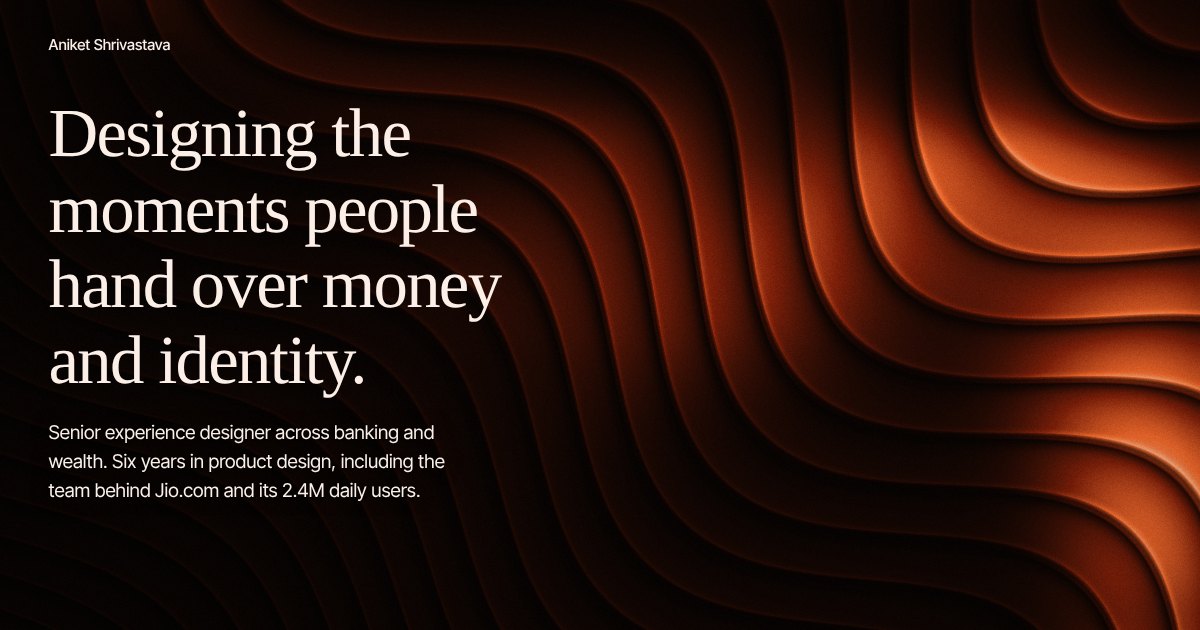 Aniket Shrivastava
Designing the
moments people
hand over money
and identity.
Senior experience designer across banking and
wealth. Six years in product design, including the
team behind Jio.com and its 2.4M daily users.